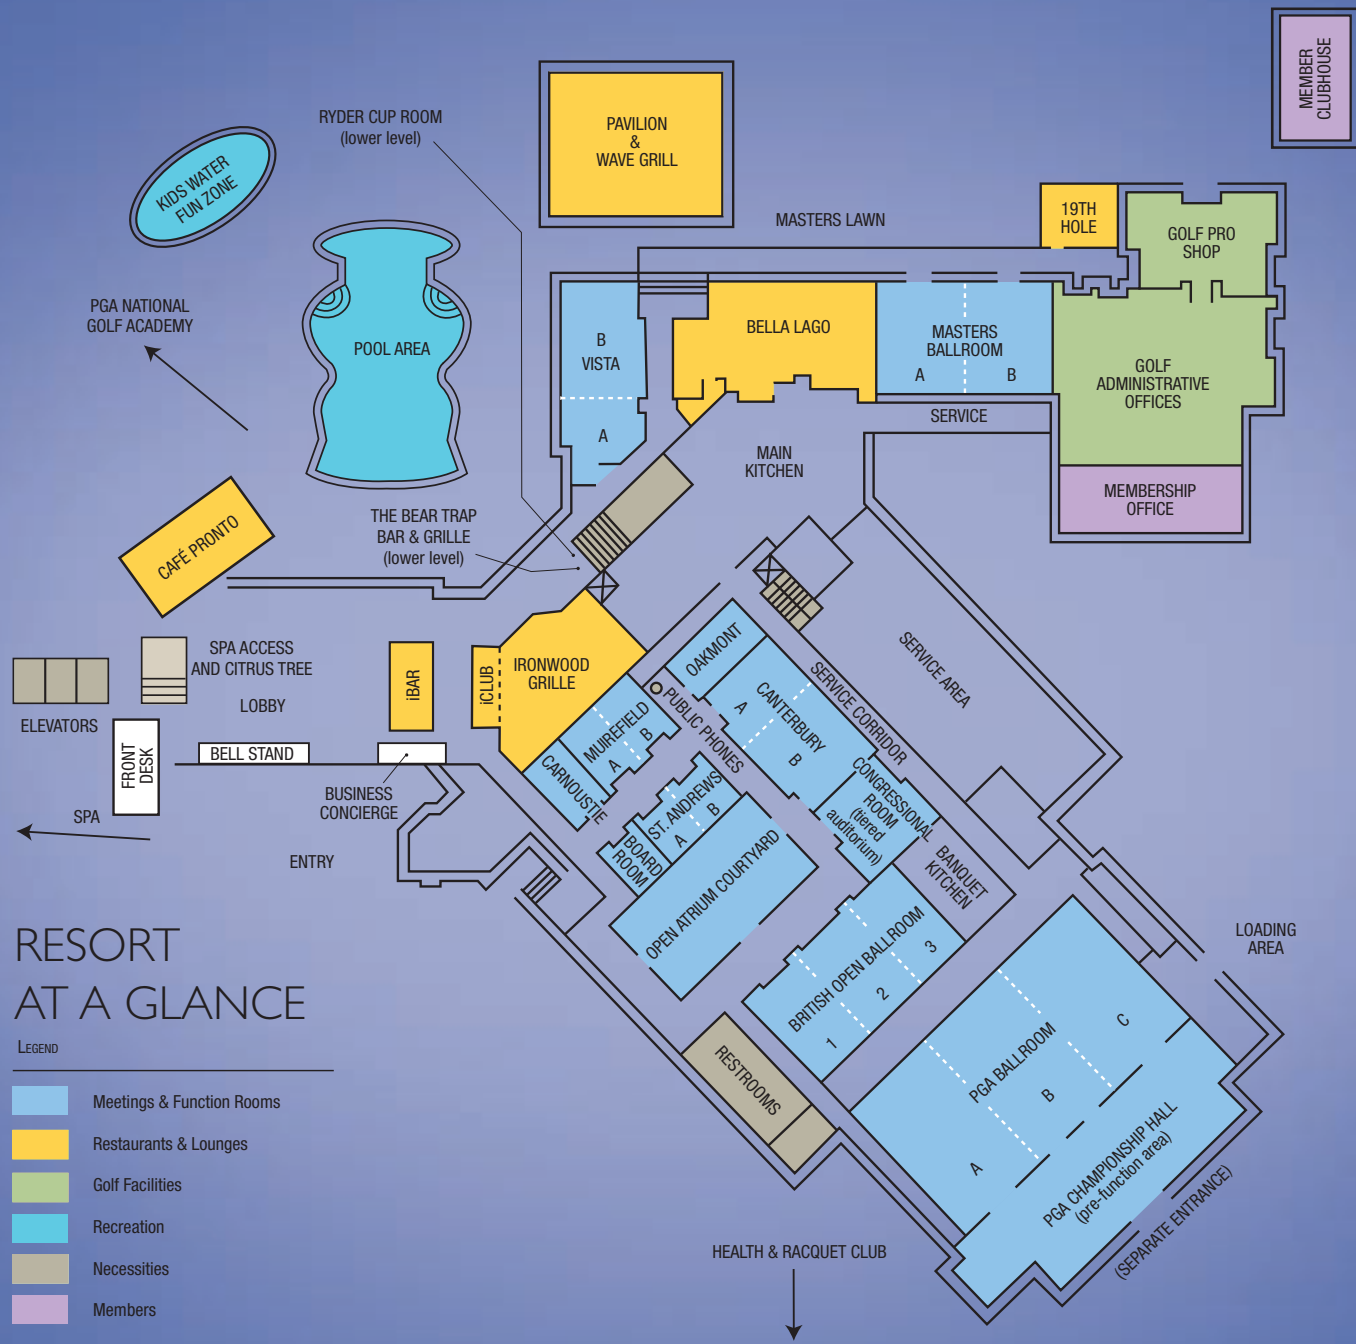 MEMBER
CLUBHOUSE
RYDER CUP ROOM
(lower level)
PAVILION
&
WAVE GRILL
KIDS WATER
FUN ZONE
MASTERS LAWN
19TH
HOLE
GOLF PRO
SHOP
PGA NATIONAL
GOLF ACADEMY
POOL AREA
B
VISTA
A
BELLA LAGO
MASTERS
BALLROOM
A
B
GOLF
ADMINISTRATIVE
OFFICES
SERVICE
MAIN
KITCHEN
MEMBERSHIP
OFFICE
CAFÉ PRONTO
THE BEAR TRAP
BAR & GRILLE
(lower level)
SPA ACCESS
AND CITRUS TREE
LOBBY
ELEVATORS
iBAR
iCLUB
IRONWOOD
GRILLE
OAKMONT
SERVICE AREA
SERVICE CORRIDOR
PUBLIC PHONES
CANTERBURY
A
B
MUIREFIELD
A
B
CARNOUSTIE
FRONT
DESK
BELL STAND
BUSINESS
CONCIERGE
SPA
ENTRY
ST. ANDREWS
A
B
BOARD
ROOM
CONGRESSIONAL
ROOM
(tiered
auditorium)
BANQUET
KITCHEN
OPEN ATRIUM COURTYARD
BRITISH OPEN BALLROOM
1
2
3
LOADING
AREA
RESTROOMS
PGA BALLROOM
A
B
C
PGA CHAMPIONSHIP HALL
(pre-function area)
(SEPARATE ENTRANCE)
HEALTH & RACQUET CLUB
RESORT
AT A GLANCE
LEGEND
Meetings & Function Rooms
Restaurants & Lounges
Golf Facilities
Recreation
Necessities
Members